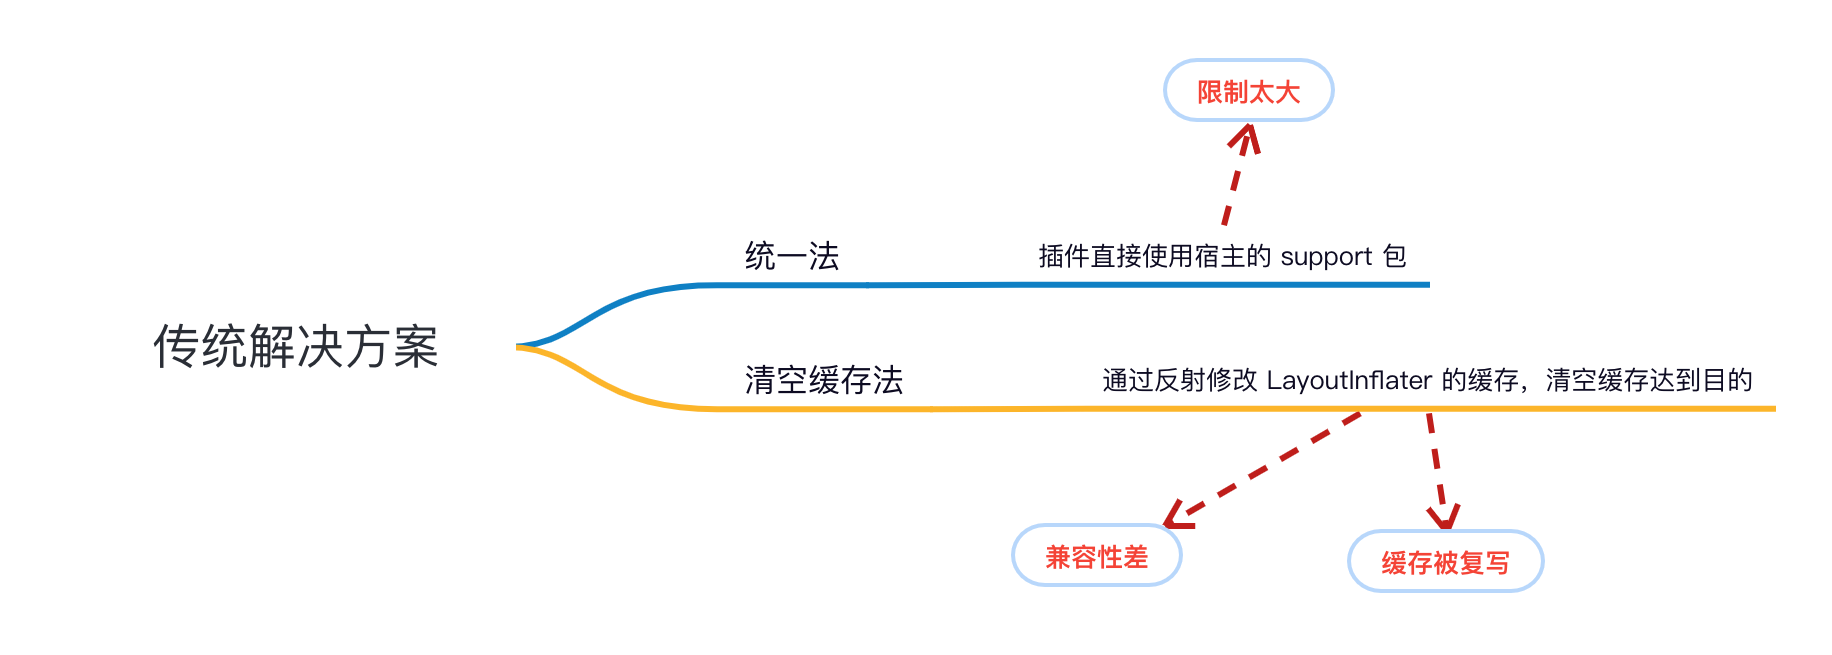 限制太大
统一法
插件直接使用宿主的 support 包
传统解决方案
清空缓存法
通过反射修改 LayoutInflater 的缓存，清空缓存达到目的
兼容性差
缓存被复写